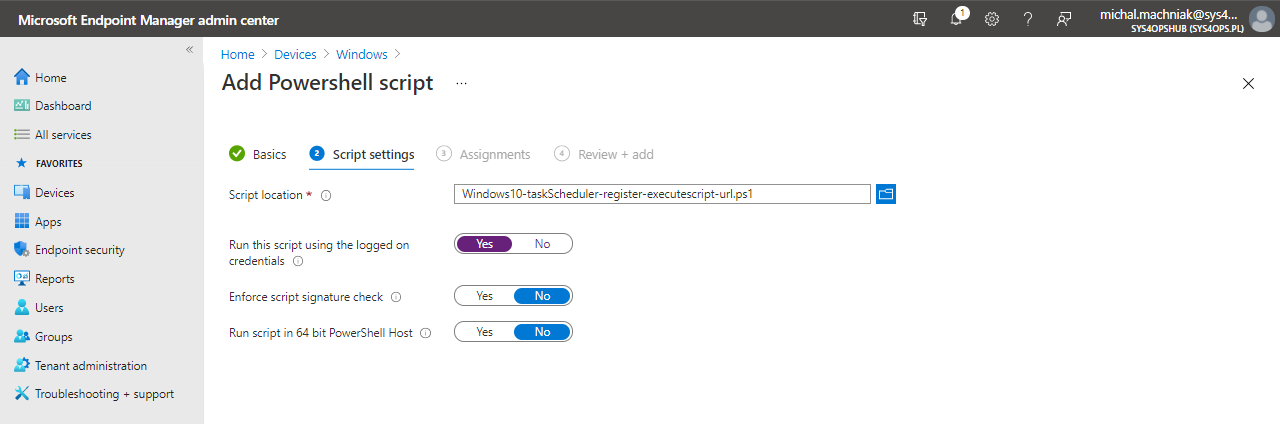 Microsoft Endpoint Manager admin center
1
michal.machniak@sys4...
SYS4OPSHUB (SYS4OPS.PL)
Home
Dashboard
All services
FAVORITES
Devices
Apps
Endpoint security
Reports
Users
Groups
Tenant administration
Troubleshooting + support
Home > Devices > Windows >
Add Powershell script ...
Basics
2 Script settings
3 Assignments
4 Review + add
Script location *
Windows10-taskScheduler-register-executescript-url.ps1
Run this script using the logged on
credentials
Yes No
Enforce script signature check
Yes No
Run script in 64 bit PowerShell Host
Yes No